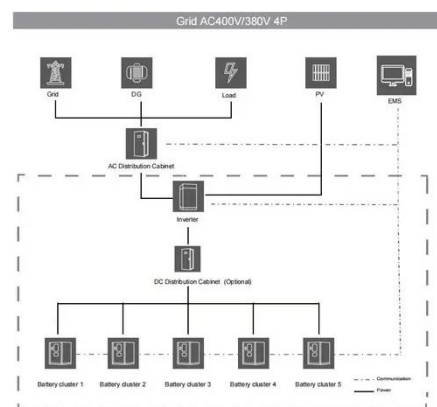 Grid AC400V/380V 4P
Grid
DG
Load
PV
EMS
AC Distribution Cabinet
Inverter
DC Distribution Cabinet (Optional)
Battery cluster 1
Battery cluster 2
Battery cluster 3
Battery cluster 4
Battery cluster 5
Communication
Power